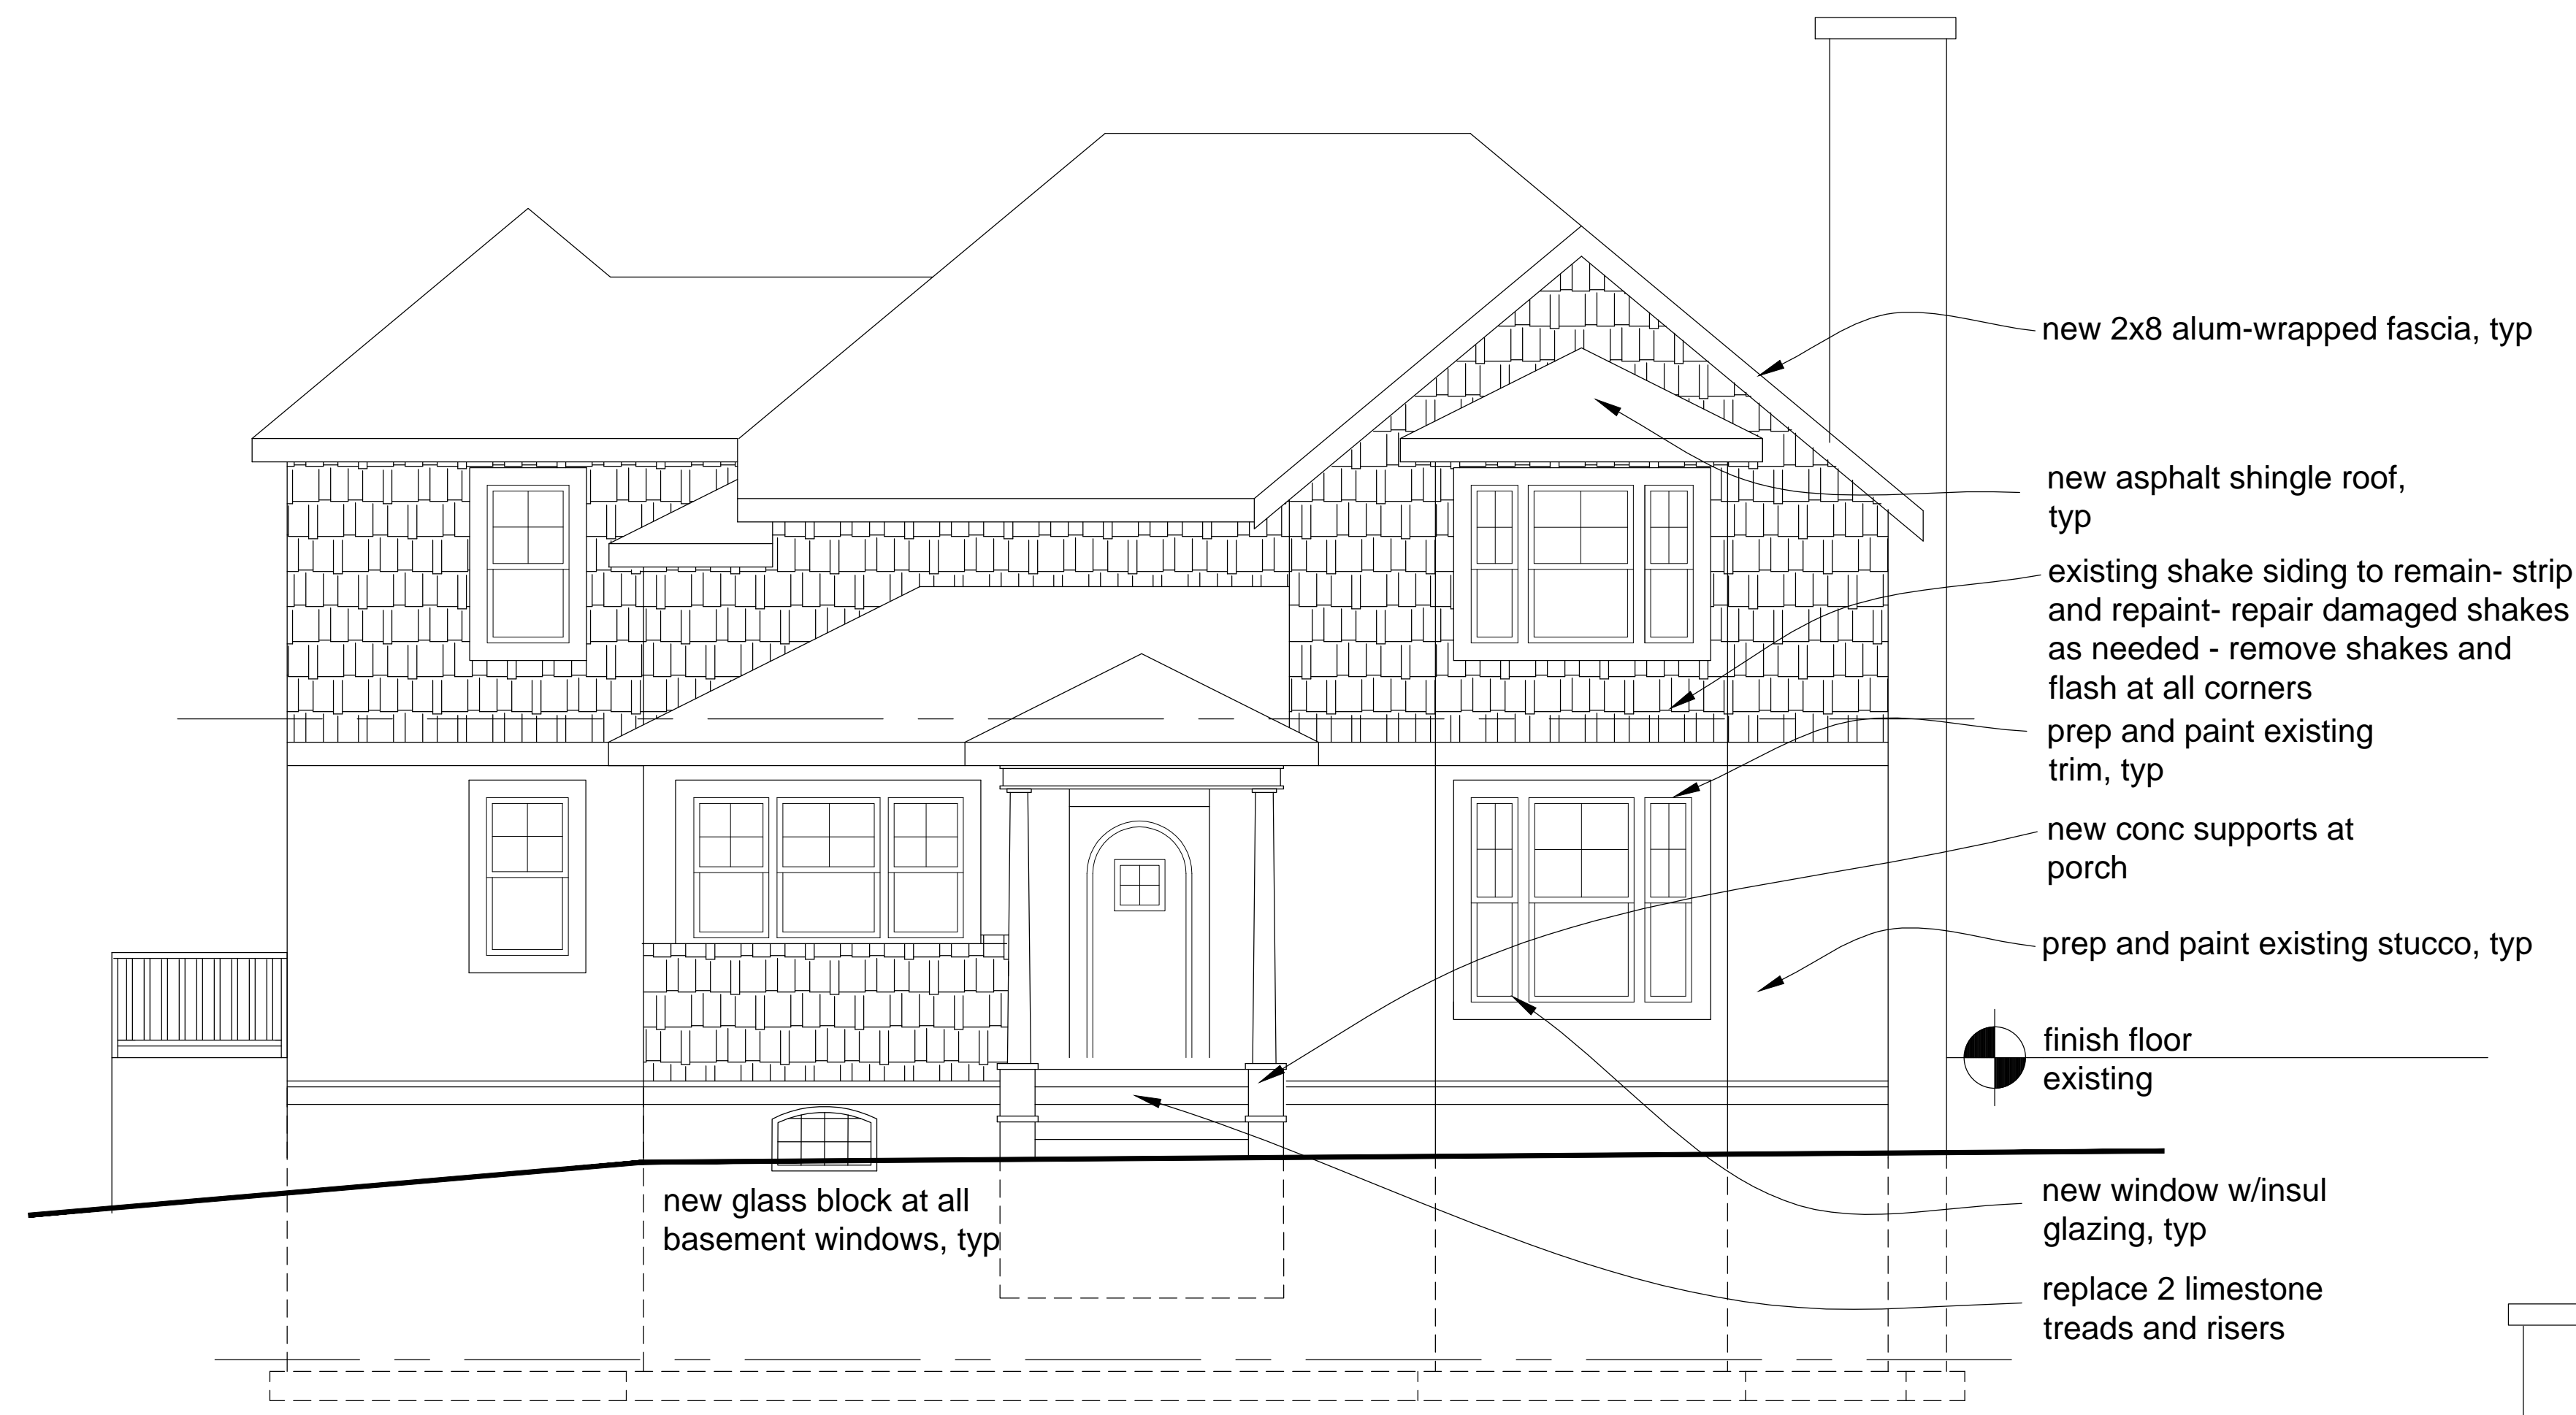 new 2x8 alum-wrapped fascia, typ
new asphalt shingle roof,
typ
existing shake siding to remain- strip
and repaint- repair damaged shakes
as needed - remove shakes and
flash at all corners
prep and paint existing
trim, typ
new conc supports at
porch
prep and paint existing stucco, typ
finish floor
existing
new glass block at all
basement windows, typ
new window w/insul
glazing, typ
replace 2 limestone
treads and risers